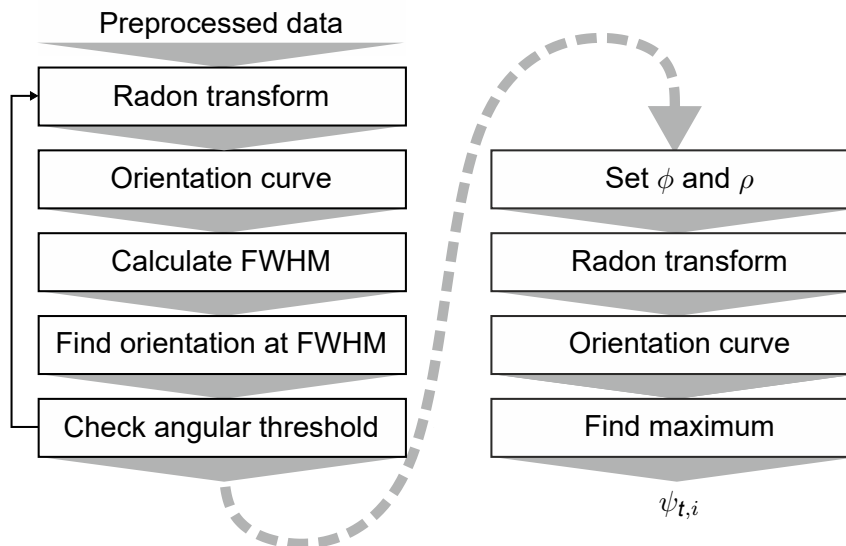 Preprocessed data
Radon transform
Orientation curve
Calculate FWHM
Find orientation at FWHM
Check angular threshold
Set ϕ and ρ
Radon transform
Orientation curve
Find maximum
ψt,i